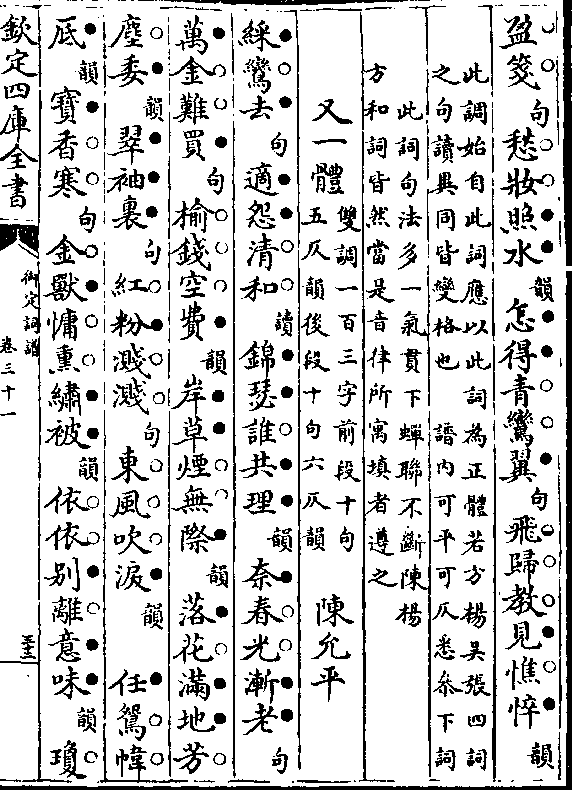 盈箋句愁妝照水韻怎得青鸞翼句飛歸教見憔悴韻
此調始自此詞應以此詞為正體若方楊吳張四詞
之句讀異同皆變格也譜內可平可仄悉參下詞
此詞句法多一氣貫下蟬聯不斷陳楊
方和詞皆然當是音律所寓填者遵之
又一體雙調一百三字前段十句
五仄韻後段十句六仄韻陳允平
綵鸞去句適怨清和讀錦瑟誰共理韻奈春光漸老句
萬金難買句榆錢空費韻岸草煙無際韻落花滿地芳
塵委韻翠袖裏句紅粉濺濺句東風吹淚韻任鴛幃
底韻寶香寒句金獸慵熏繡被韻依依别離意味韻瓊
欽定四庫全書
御定詞譜
卷三十一